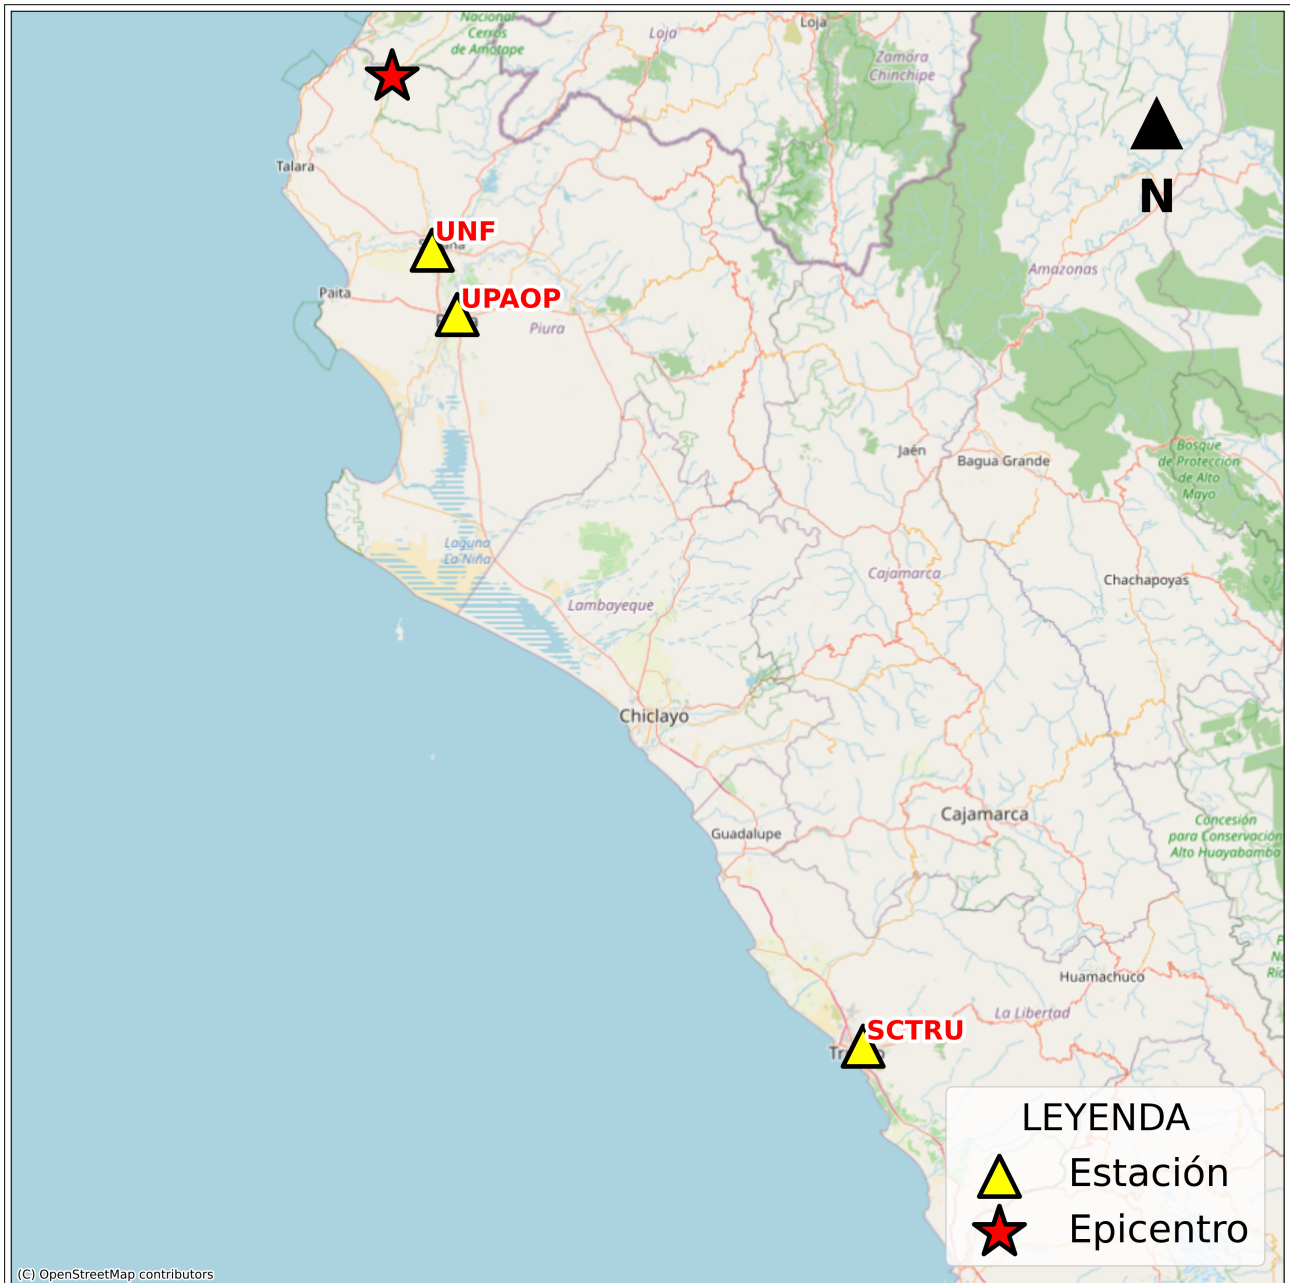 Nacional
Cerros
de Amotape
Loja
Loja
Zamora
Chinchipe
N
Talara
UNF
Amazonas
Paita
UPAOP
Piura
Jaén
Bagua Grande
Bosque
de Protección
de Alto
Mayo
Laguna
La Niña
Cajamarca
Chachapoyas
Lambayeque
Chiclayo
Cajamarca
Guadalupe
Concesión
para Conservación
Alto Huayabamba
Huamachuco
La Libertad
SCTRU
LEYENDA
Estación
Epicentro
(C) OpenStreetMap contributors